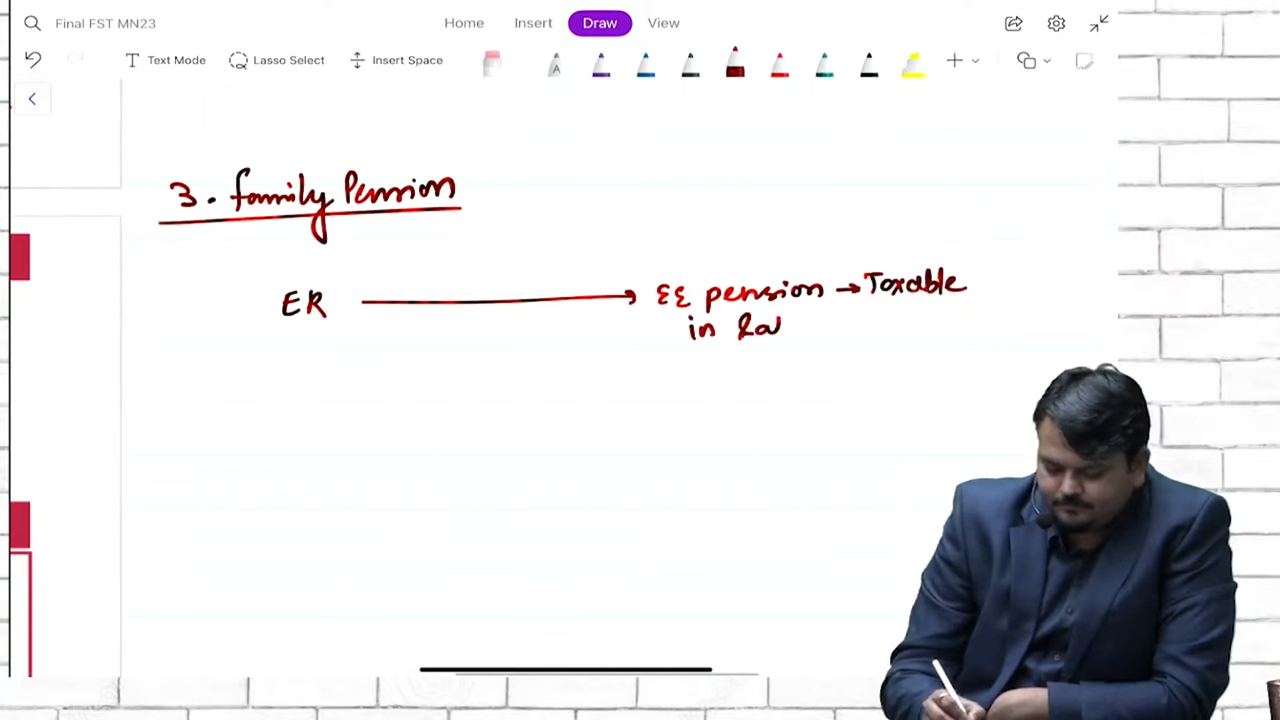 Final FST MN23
Home Insert Draw View
Text Mode Lasso Select Insert Space
A
3. Family Pension
ER → EE pension → Taxable
in